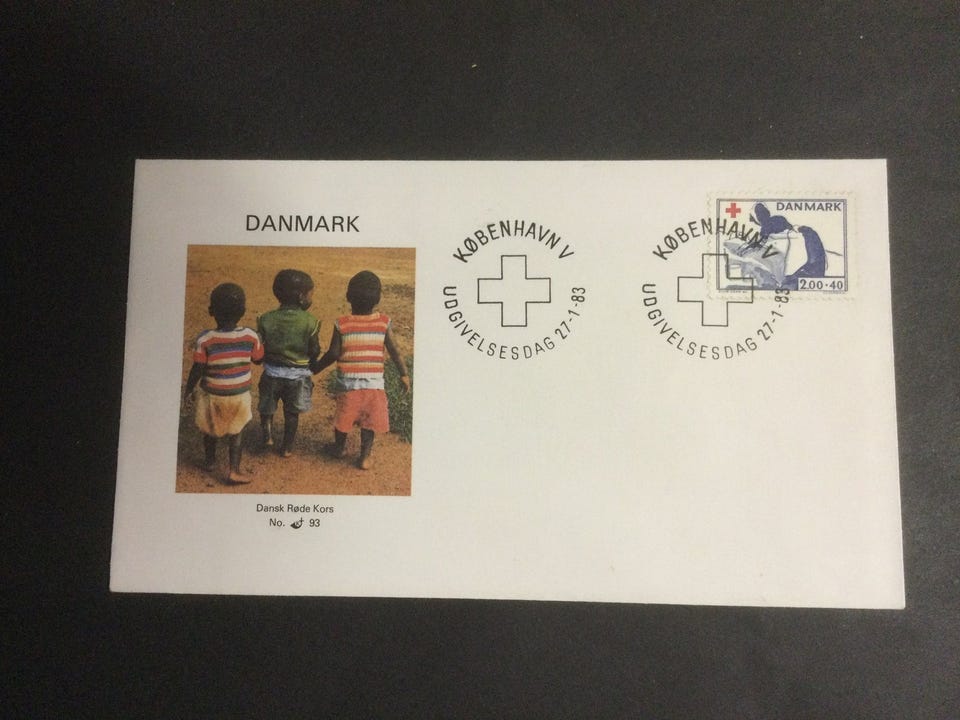 DANMARK
Dansk Røde Kors
No. 93
KØBENHAVN V
UDGIVELSESDAG 27-1-83
KØBENHAVN V
UDGIVELSESDAG 27-1-83
DANMARK
2.00+40